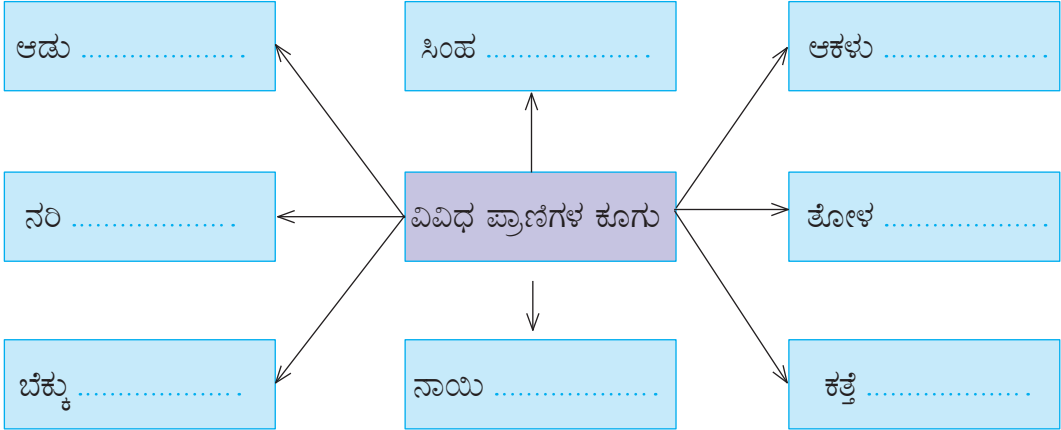 ಆಡು ...................
ಸಿಂಹ ...................
ಆಕಳು ...................
ನರಿ ...................
ವಿವಿಧ ಪ್ರಾಣಿಗಳ ಕೂಗು
ತೋಳ ...................
ಬೆಕ್ಕು ...................
ನಾಯಿ ...................
ಕತ್ತೆ ...................